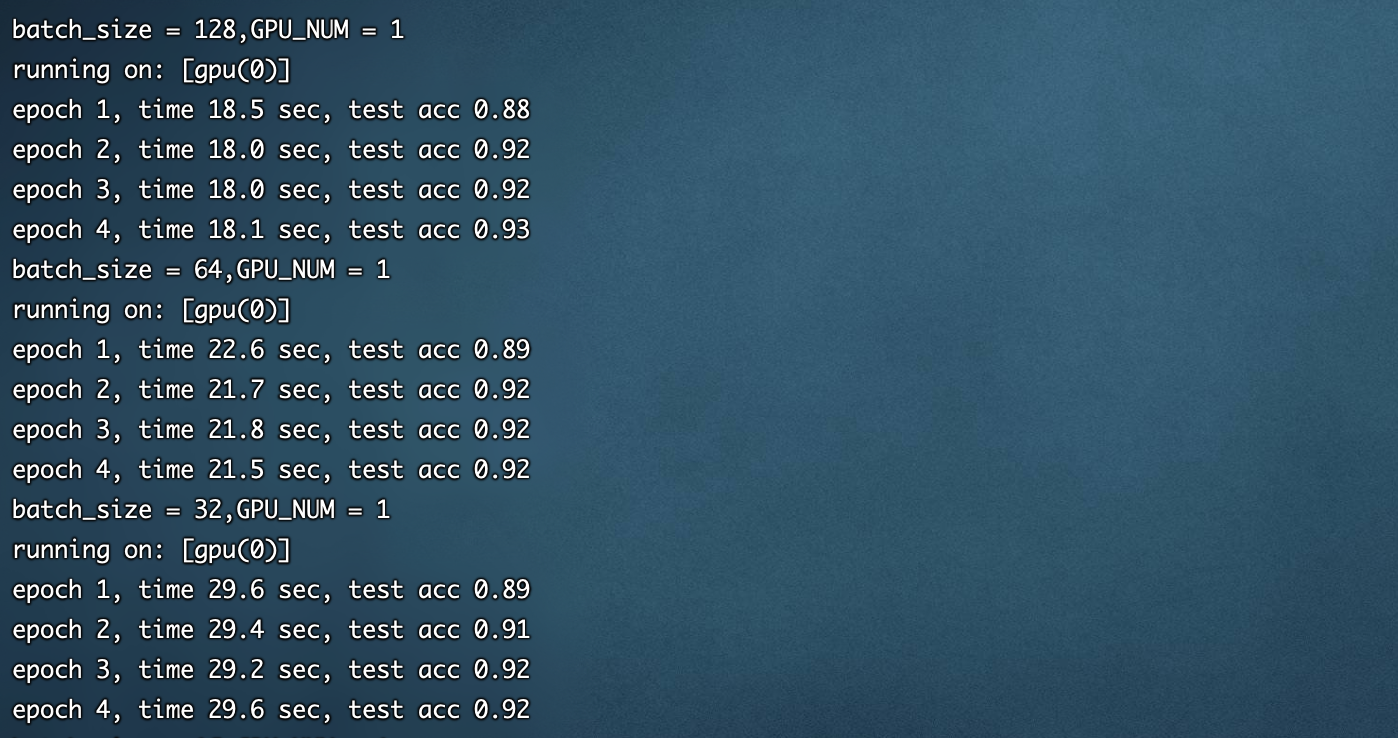 batch_size = 128,GPU_NUM = 1
running on: [gpu(0)]
epoch 1, time 18.5 sec, test acc 0.88
epoch 2, time 18.0 sec, test acc 0.92
epoch 3, time 18.0 sec, test acc 0.92
epoch 4, time 18.1 sec, test acc 0.93
batch_size = 64,GPU_NUM = 1
running on: [gpu(0)]
epoch 1, time 22.6 sec, test acc 0.89
epoch 2, time 21.7 sec, test acc 0.92
epoch 3, time 21.8 sec, test acc 0.92
epoch 4, time 21.5 sec, test acc 0.92
batch_size = 32,GPU_NUM = 1
running on: [gpu(0)]
epoch 1, time 29.6 sec, test acc 0.89
epoch 2, time 29.4 sec, test acc 0.91
epoch 3, time 29.2 sec, test acc 0.92
epoch 4, time 29.6 sec, test acc 0.92